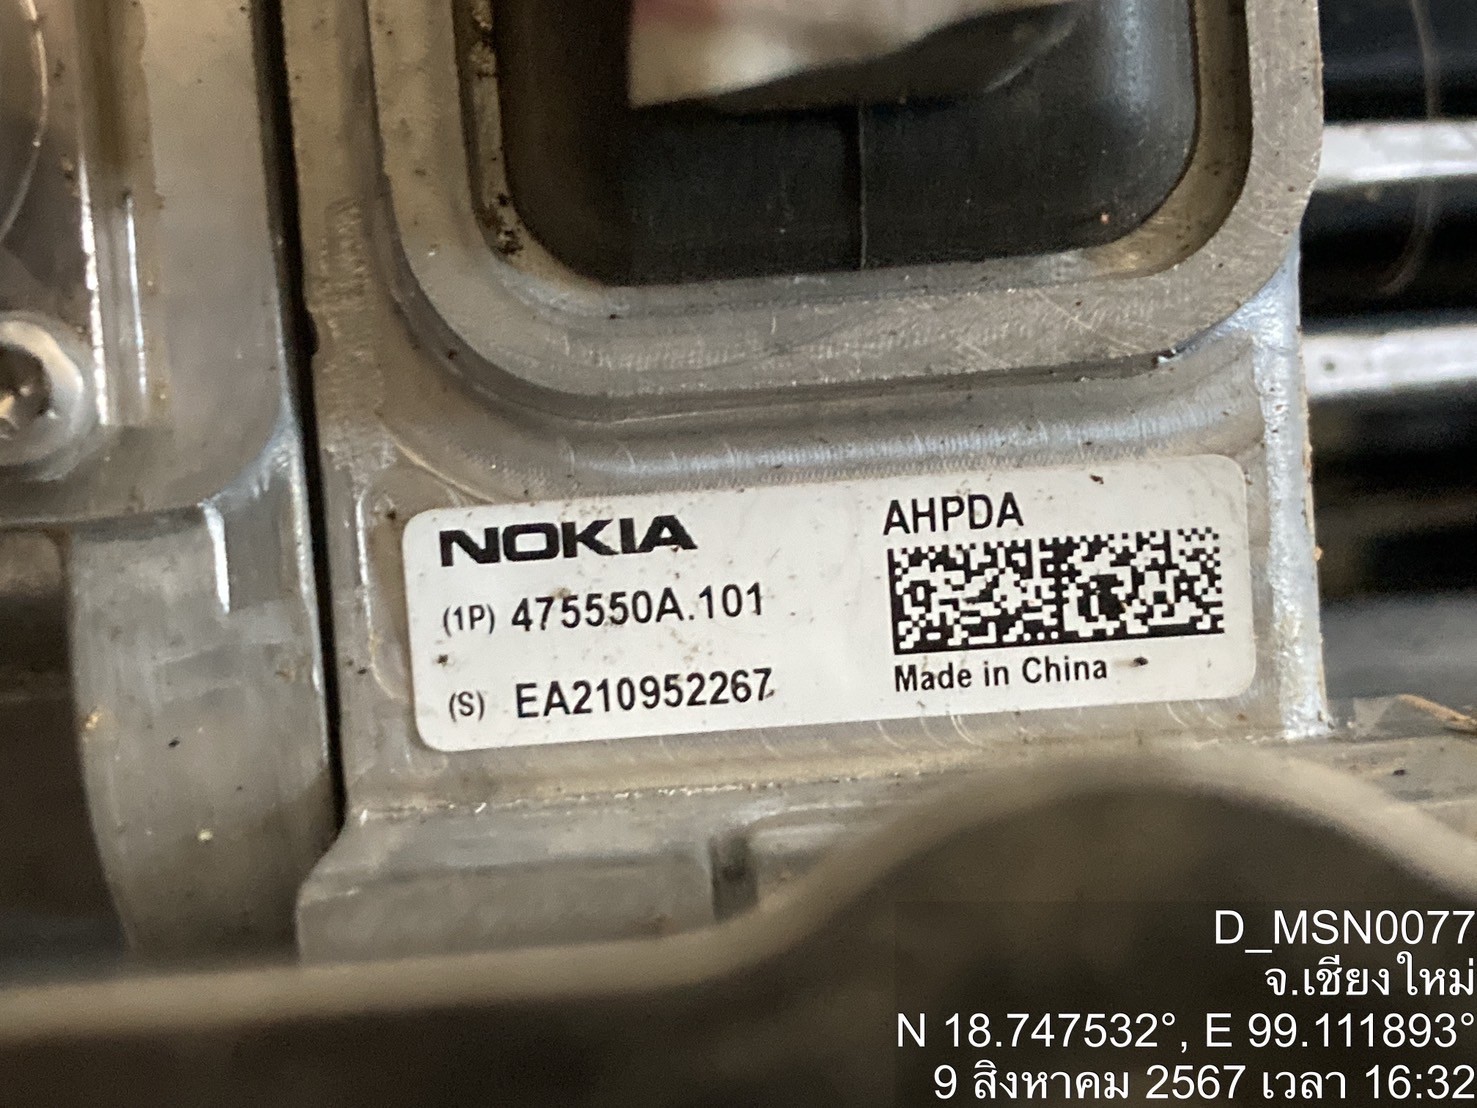 NOKIA
AHPDA
(1P) 475550A.101
(S) EA210952267
Made in China
D_MSN0077
จ.เชียงใหม่
N 18.747532°, E 99.111893°
9 สิงหาคม 2567 เวลา 16:32